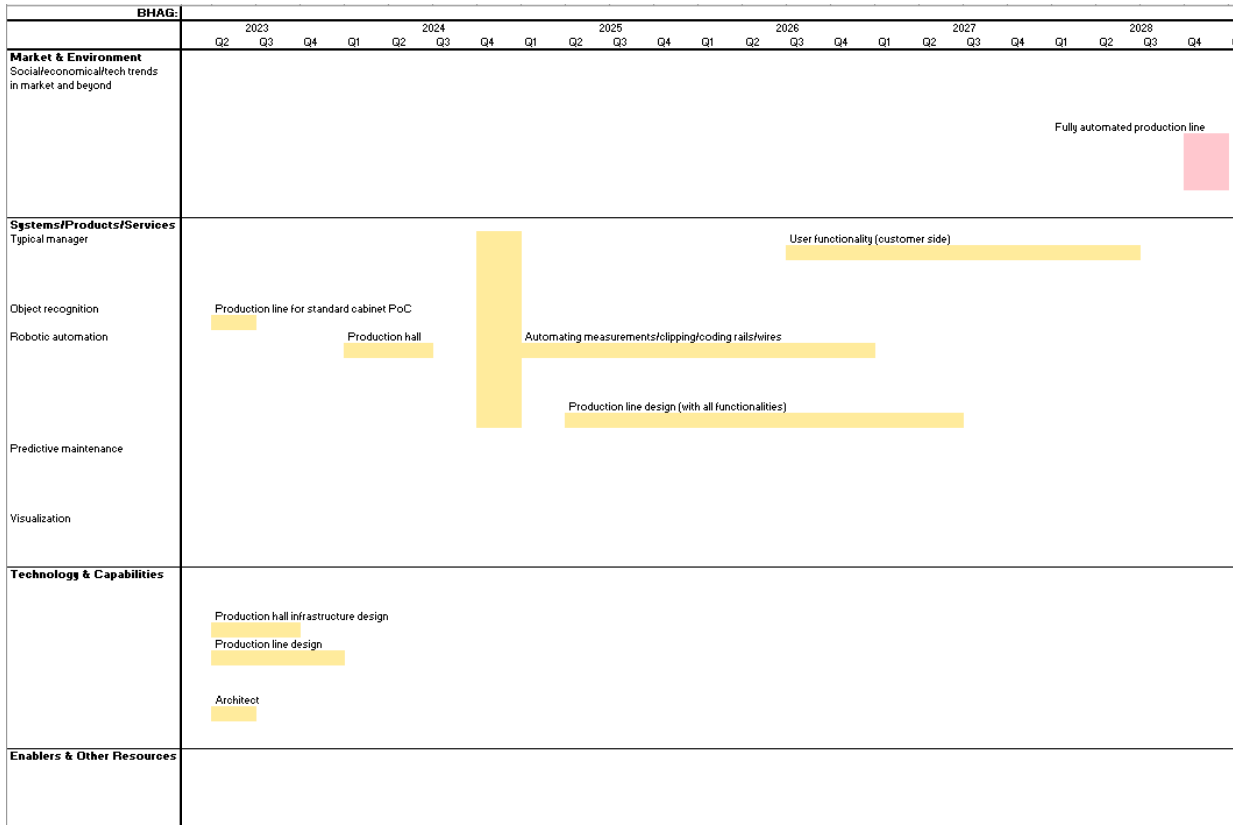 BHAG:
2023 2024 2025 2026 2027 2028
Q2 Q3 Q4 Q1 Q2 Q3 Q4 Q1 Q2 Q3 Q4 Q1 Q2 Q3 Q4 Q1 Q2 Q3 Q4 Q1 Q2 Q3 Q4
Market & Environment
Social/economical/tech trends
in market and beyond
Fully automated production line
Systems/Products/Services
Typical manager
User functionality (customer side)
Object recognition
Production line for standard cabinet PoC
Robotic automation
Production hall
Automating measurements/clipping/coding rails/wires
Production line design (with all functionalities)
Predictive maintenance
Visualization
Technology & Capabilities
Production hall infrastructure design
Production line design
Architect
Enablers & Other Resources